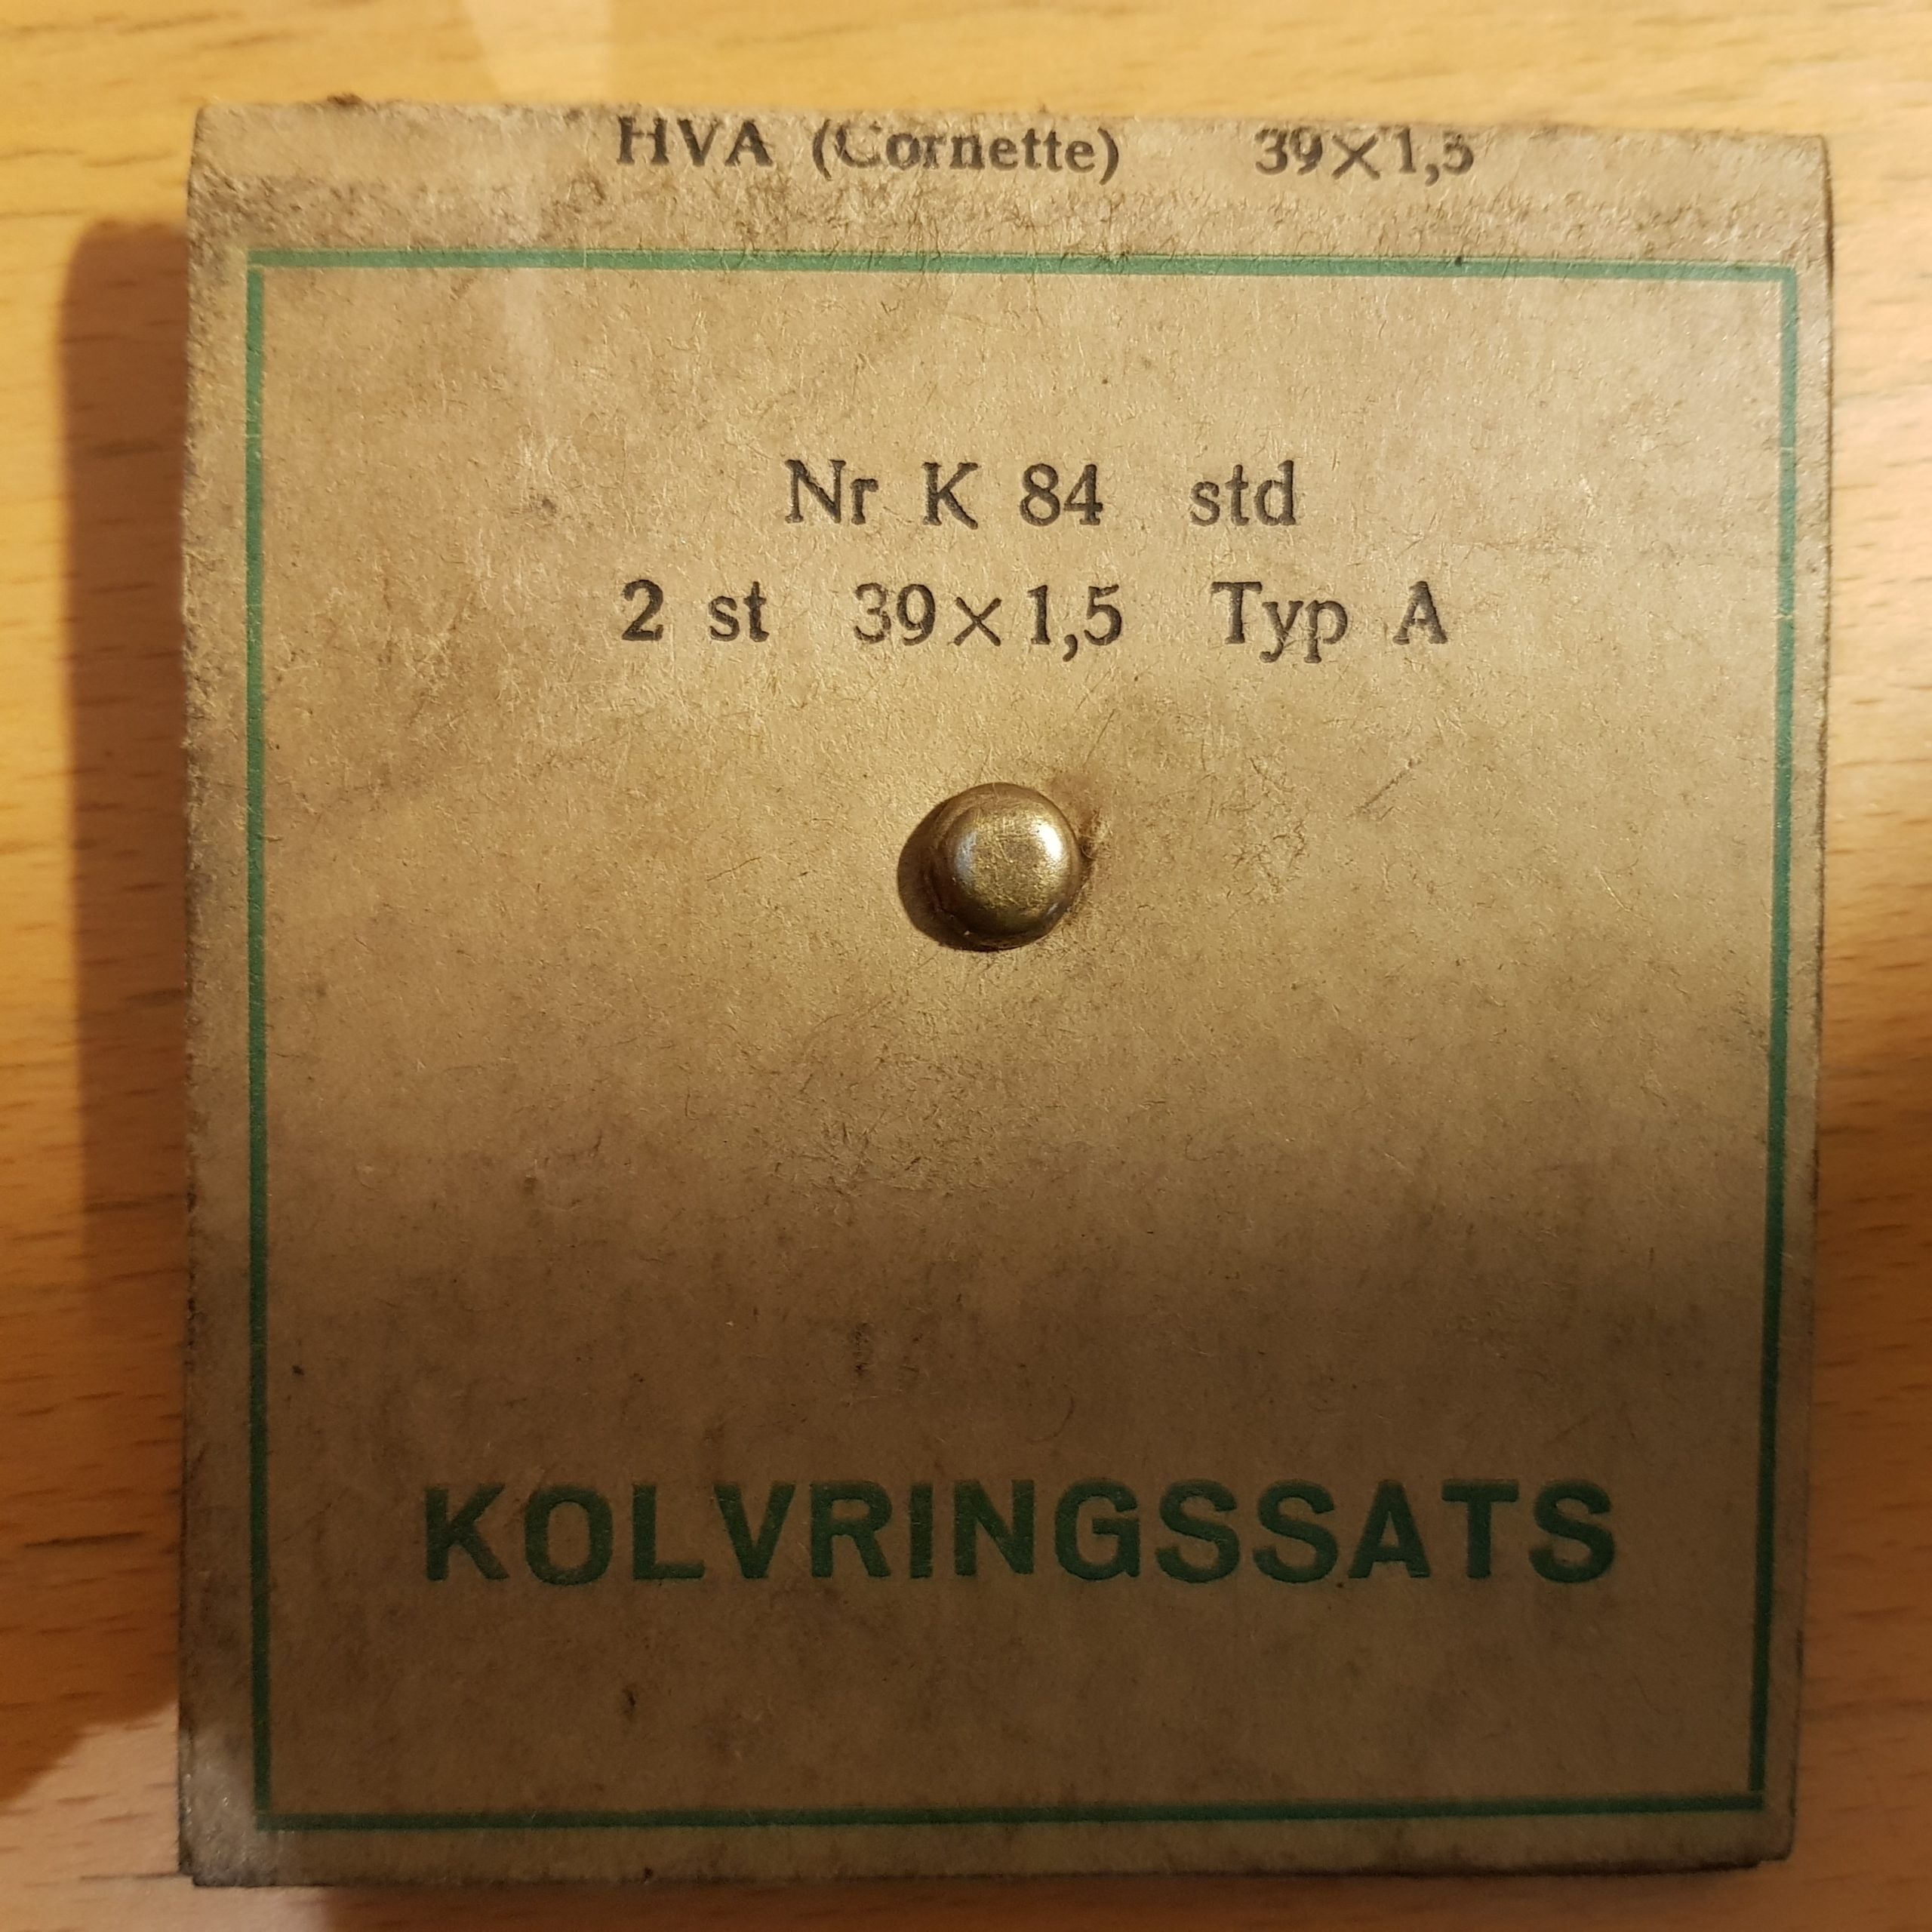 HVA (Cornette) 39×1,5
Nr K 84 std
2 st 39×1,5 Typ A
KOLVRINGSSATS